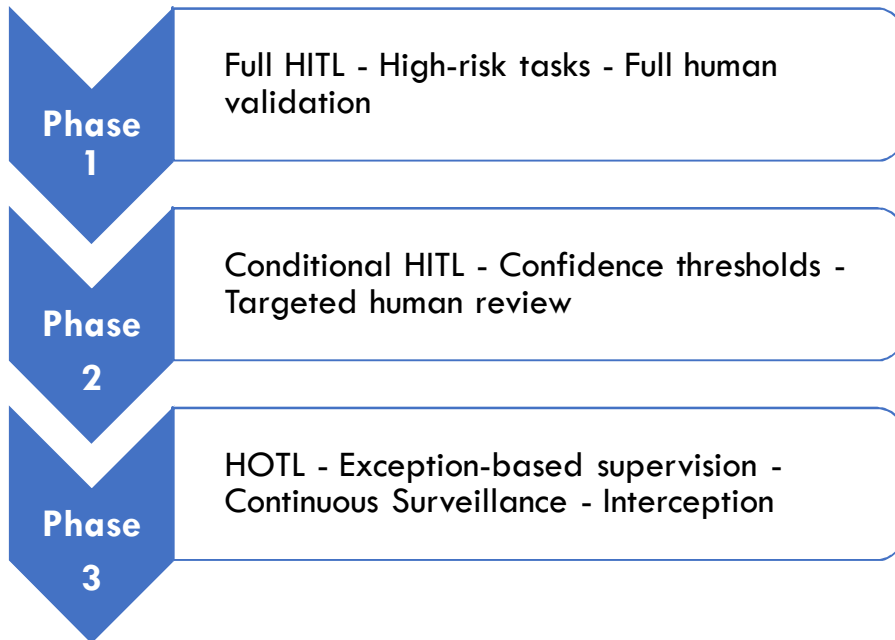 Phase
1
Full HITL - High-risk tasks - Full human
validation
Phase
2
Conditional HITL - Confidence thresholds -
Targeted human review
Phase
3
HOTL - Exception-based supervision -
Continuous Surveillance - Interception